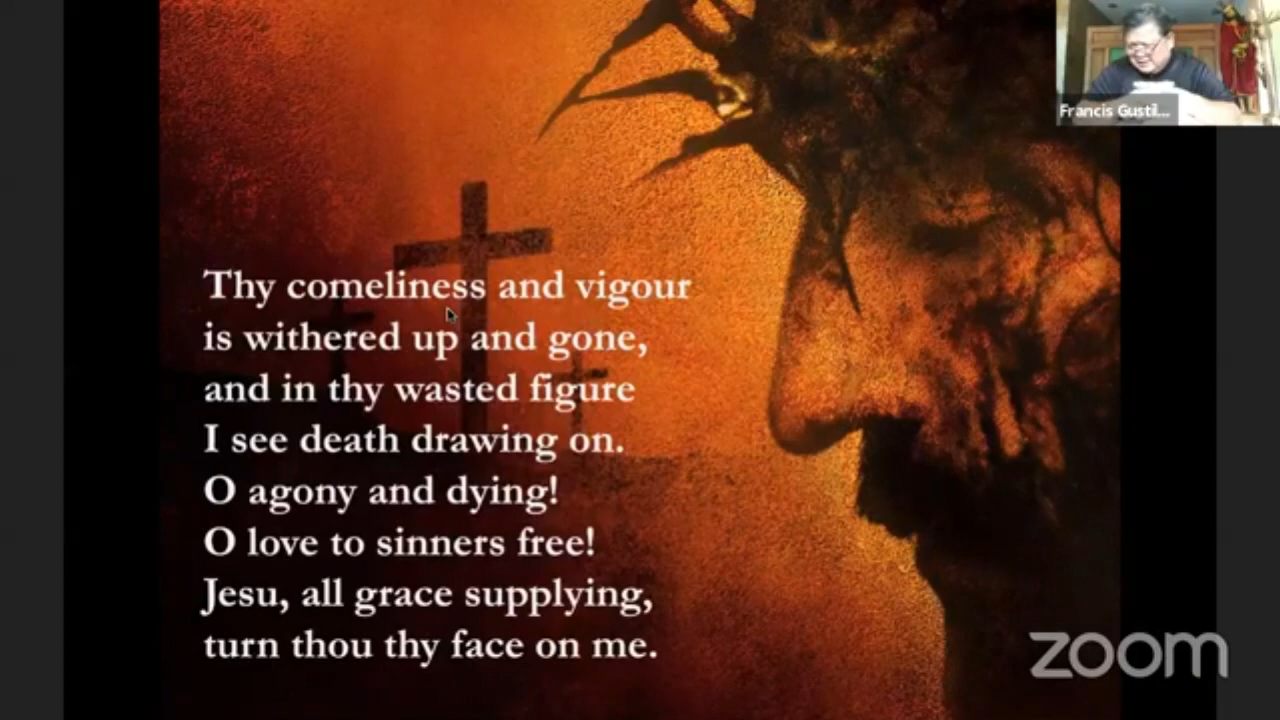 Francis Gustil...
Thy comeliness and vigour
is withered up and gone,
and in thy wasted figure
I see death drawing on.
O agony and dying!
O love to sinners free!
Jesu, all grace supplying,
turn thou thy face on me.
zoom